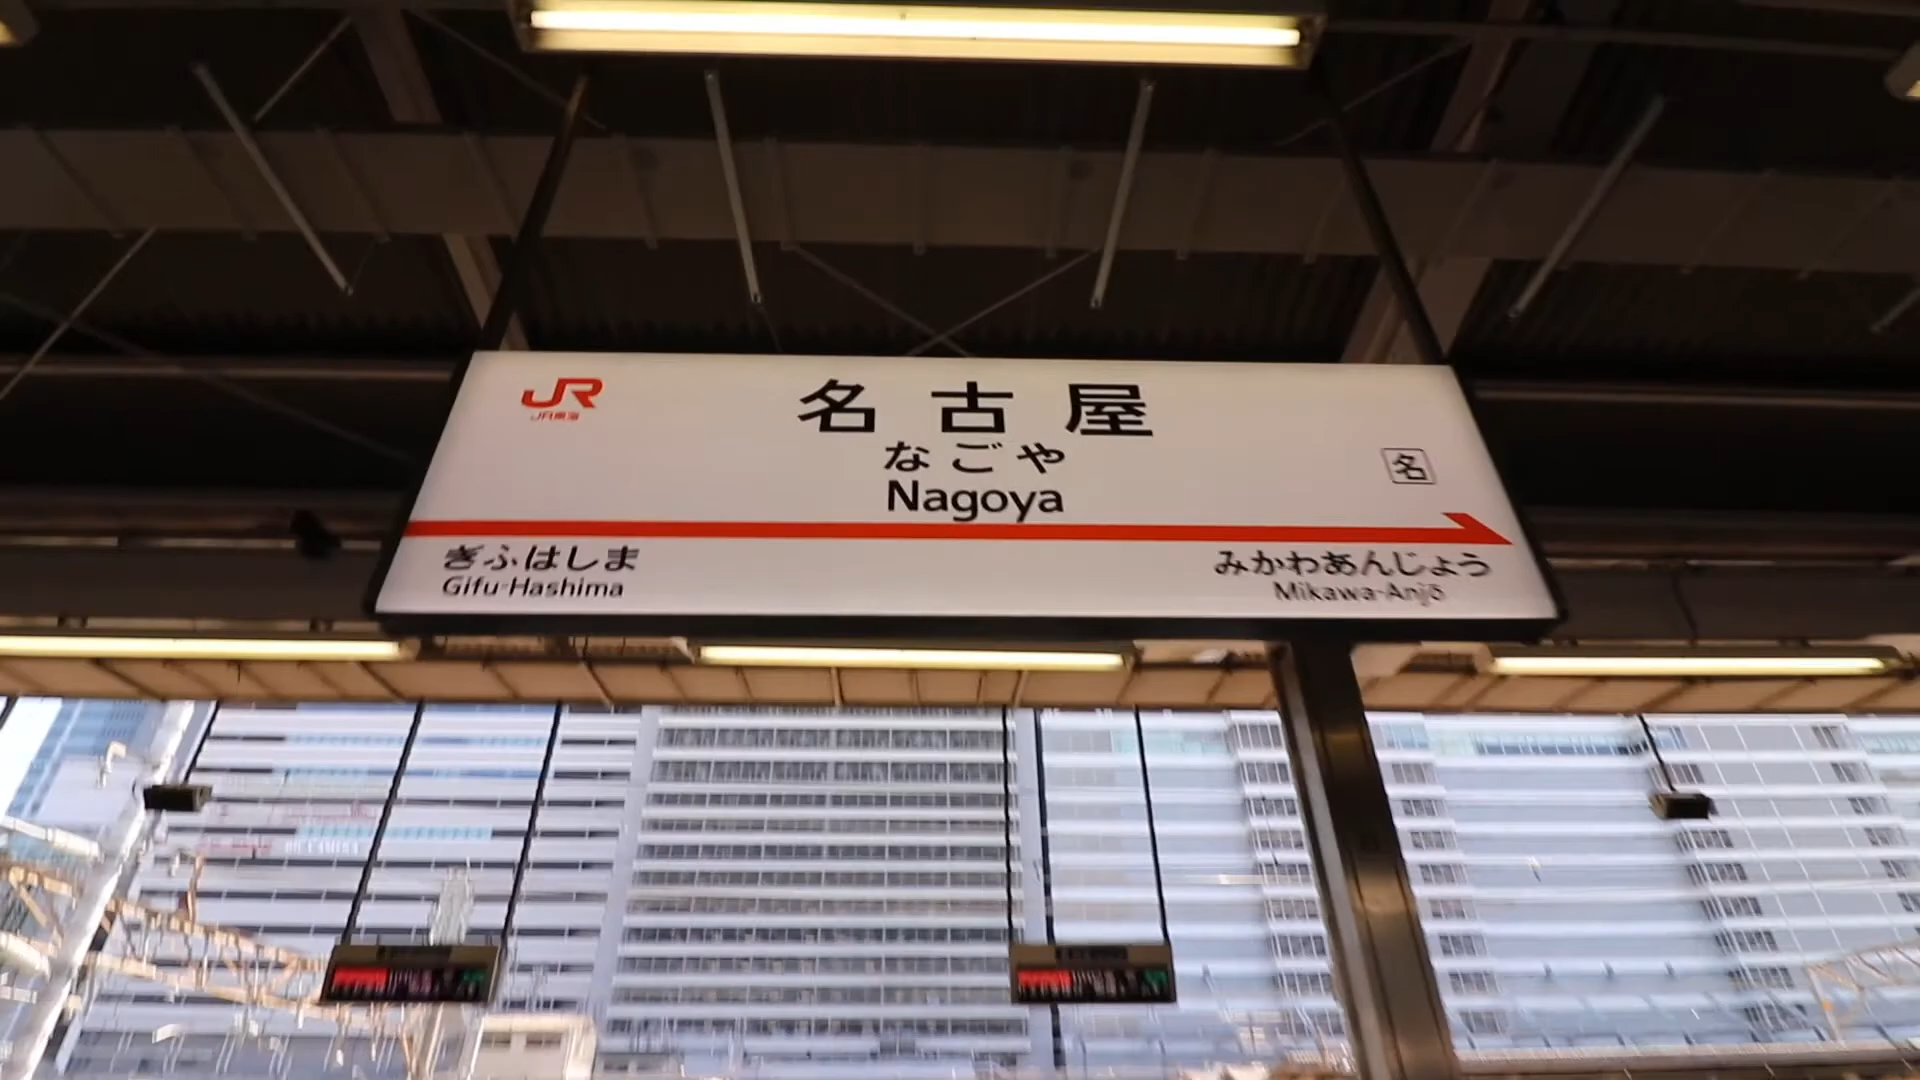 JR
JR東海
名古屋
なごや
Nagoya
名
ぎふはしま
Gifu-Hashima
みかわあんじょう
Mikawa-Anjō